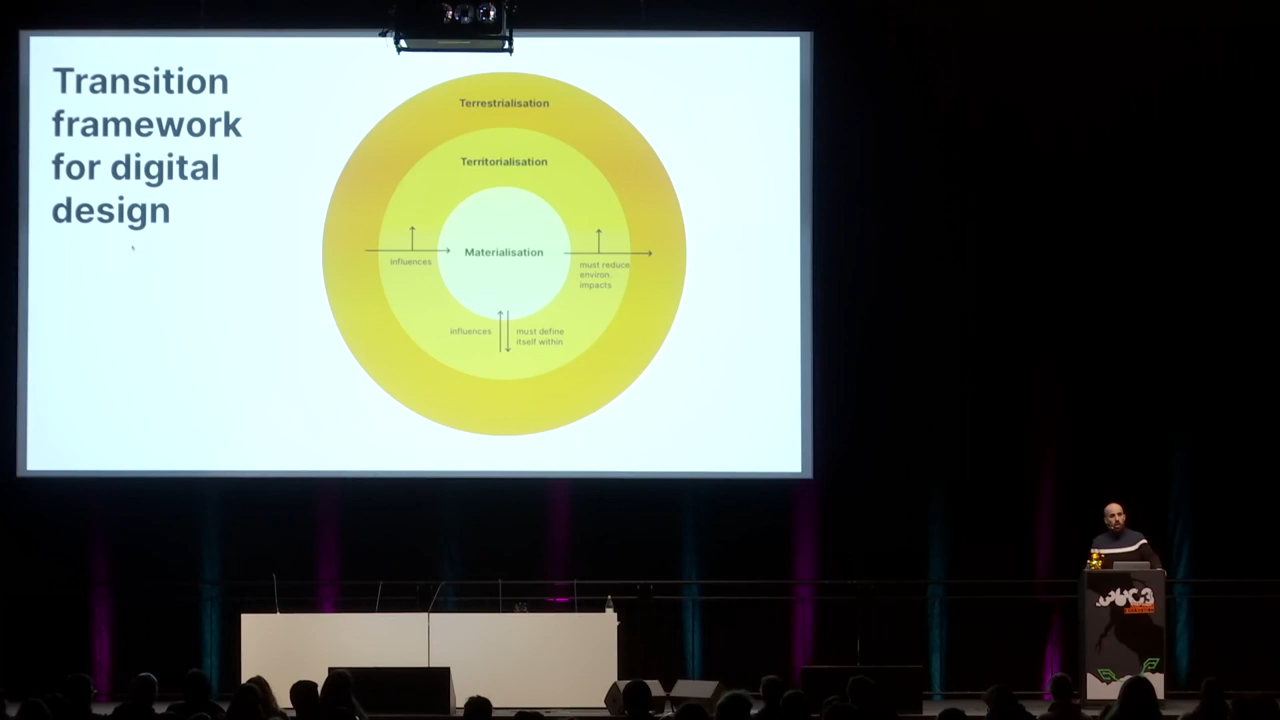 Transition
framework
for digital
design
Terrestrialisation
Territorialisation
Materialisation
influences
must reduce
environ.
impacts
influences
must define
itself within